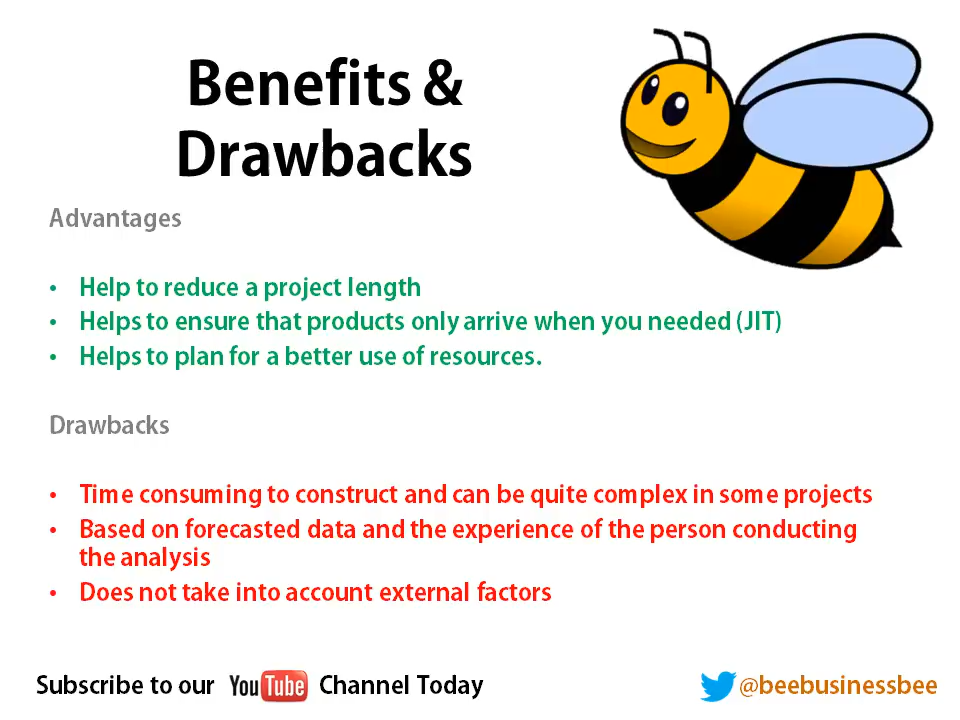 Benefits &
Drawbacks
Advantages
• Help to reduce a project length
• Helps to ensure that products only arrive when you needed (JIT)
• Helps to plan for a better use of resources.
Drawbacks
• Time consuming to construct and can be quite complex in some projects
• Based on forecasted data and the experience of the person conducting
the analysis
• Does not take into account external factors
Subscribe to our YouTube Channel Today
@beebusinessbee